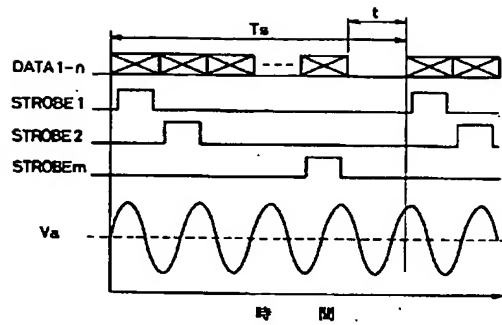 Ts
t
DATA1-n
STROBE1
STROBE2
STROBEm
Va
時 間